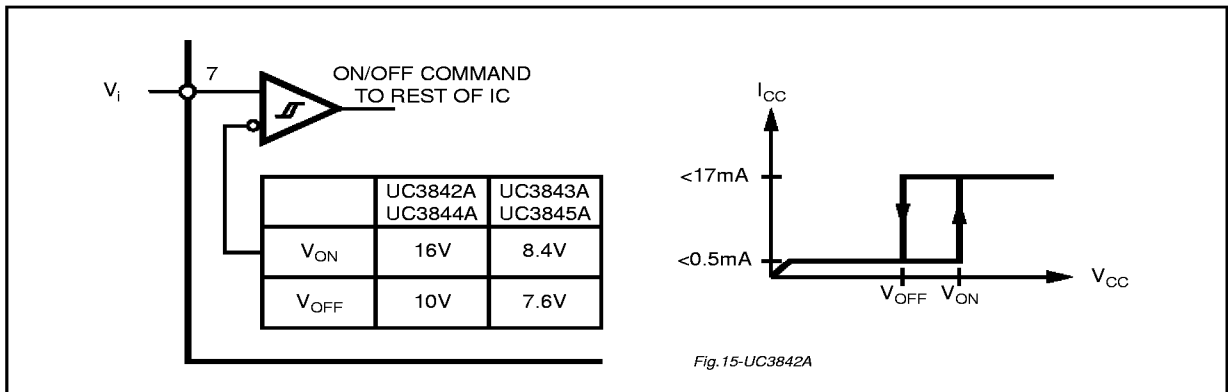 Vi
7
ON/OFF COMMAND
TO REST OF IC
UC3842A
UC3844A
UC3843A
UC3845A
VON
16V
8.4V
VOFF
10V
7.6V
ICC
<17mA
<0.5mA
VOFF
VON
VCC
Fig.15-UC3842A